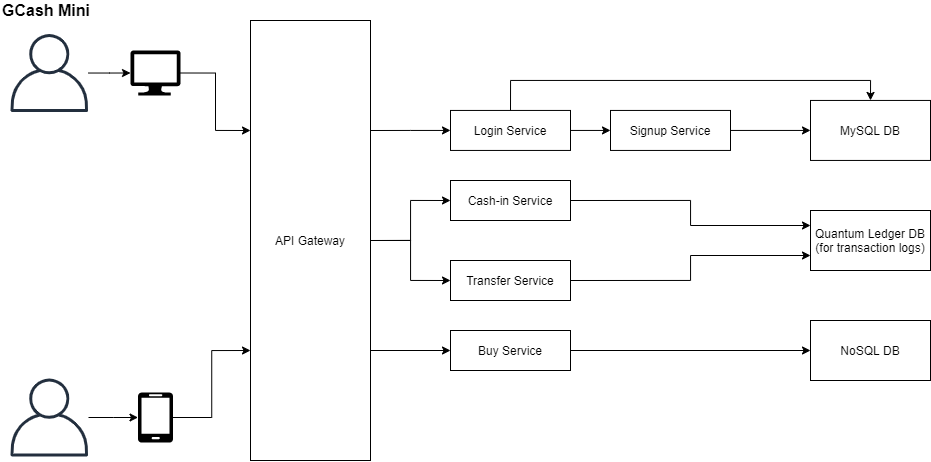 GCash Mini
API Gateway
Login Service
Signup Service
MySQL DB
Cash-in Service
Quantum Ledger DB
(for transaction logs)
Transfer Service
Buy Service
NoSQL DB